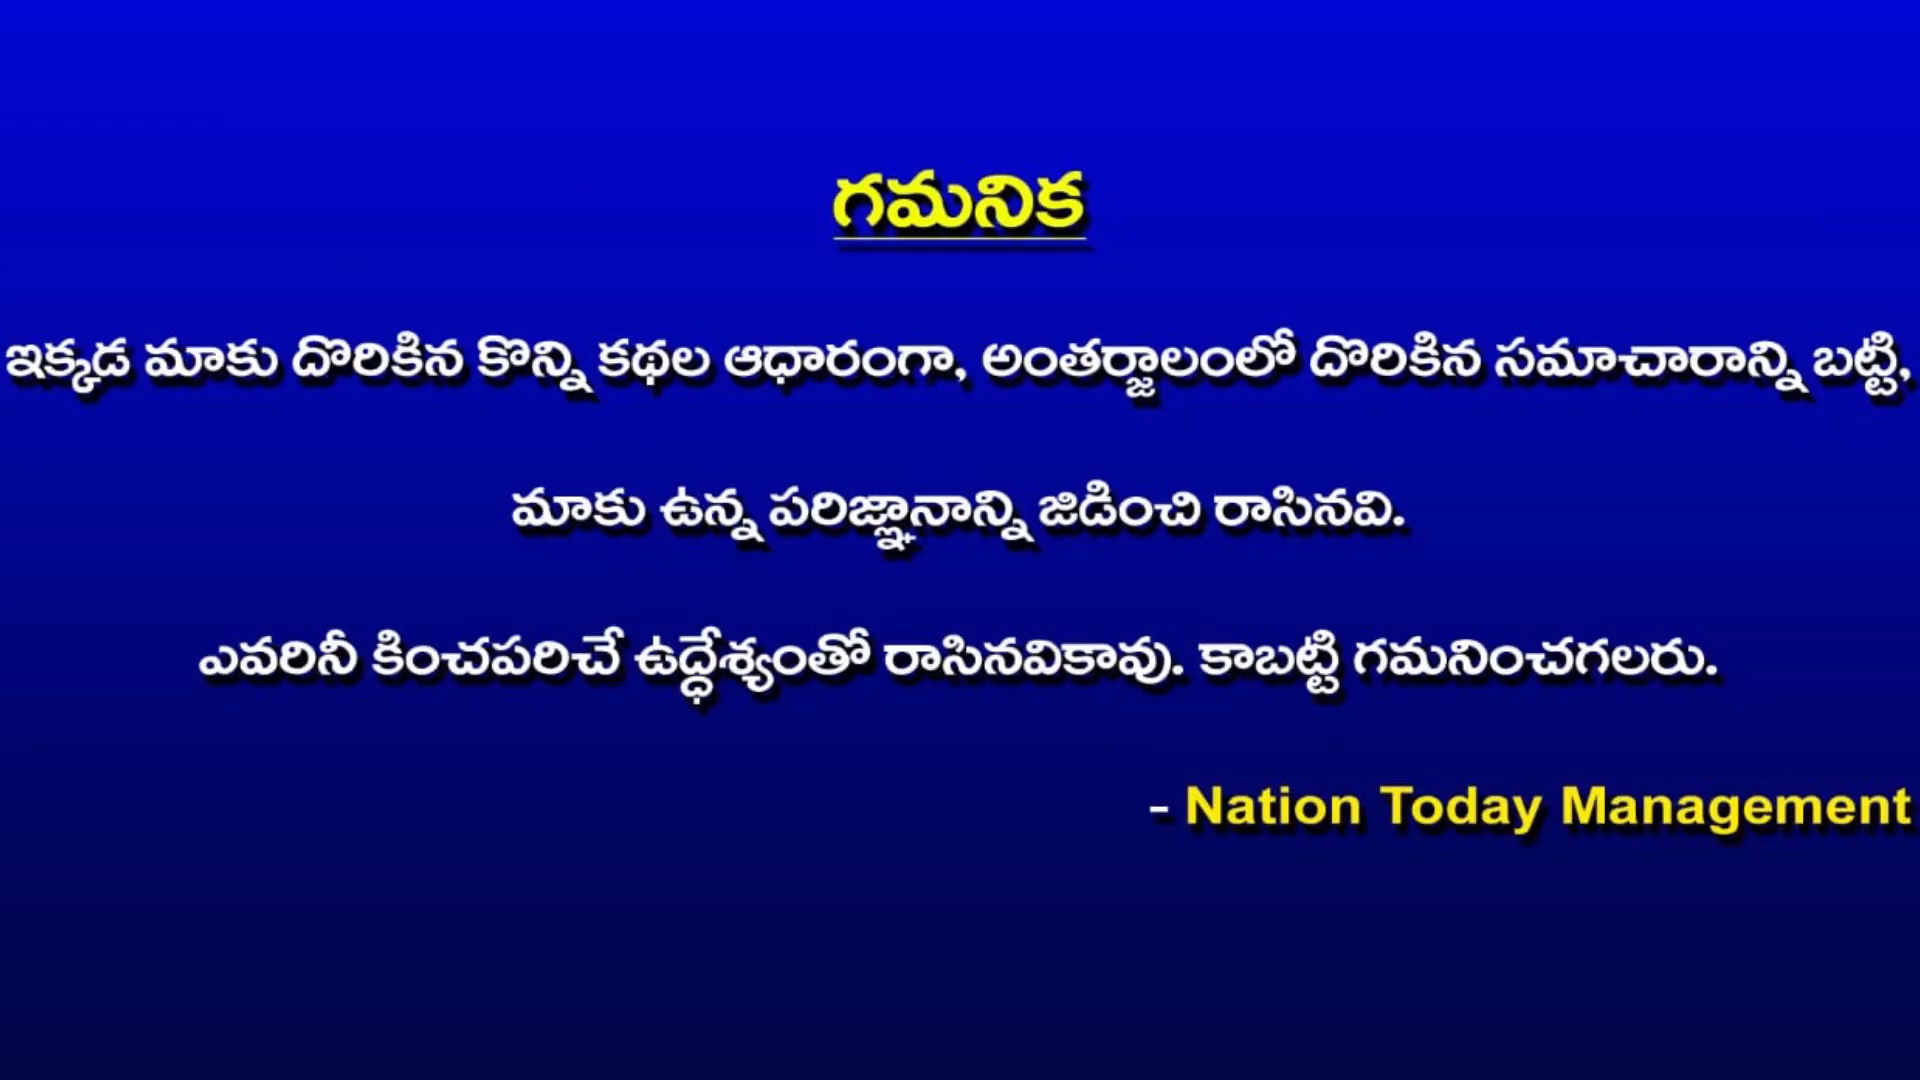 గమనిక
ఇక్కడ మాకు దొరికిన కొన్ని కథల ఆధారంగా, అంతర్జాలంలో దొరికిన సమాచారాన్ని బట్టి,
మాకు ఉన్న పరిజ్ఞానాన్ని జిడించి రాసినవి.
ఎవరినీ కించపరిచే ఉద్ధేశ్యంతో రాసినవికావు. కాబట్టి గమనించగలరు.
- Nation Today Management